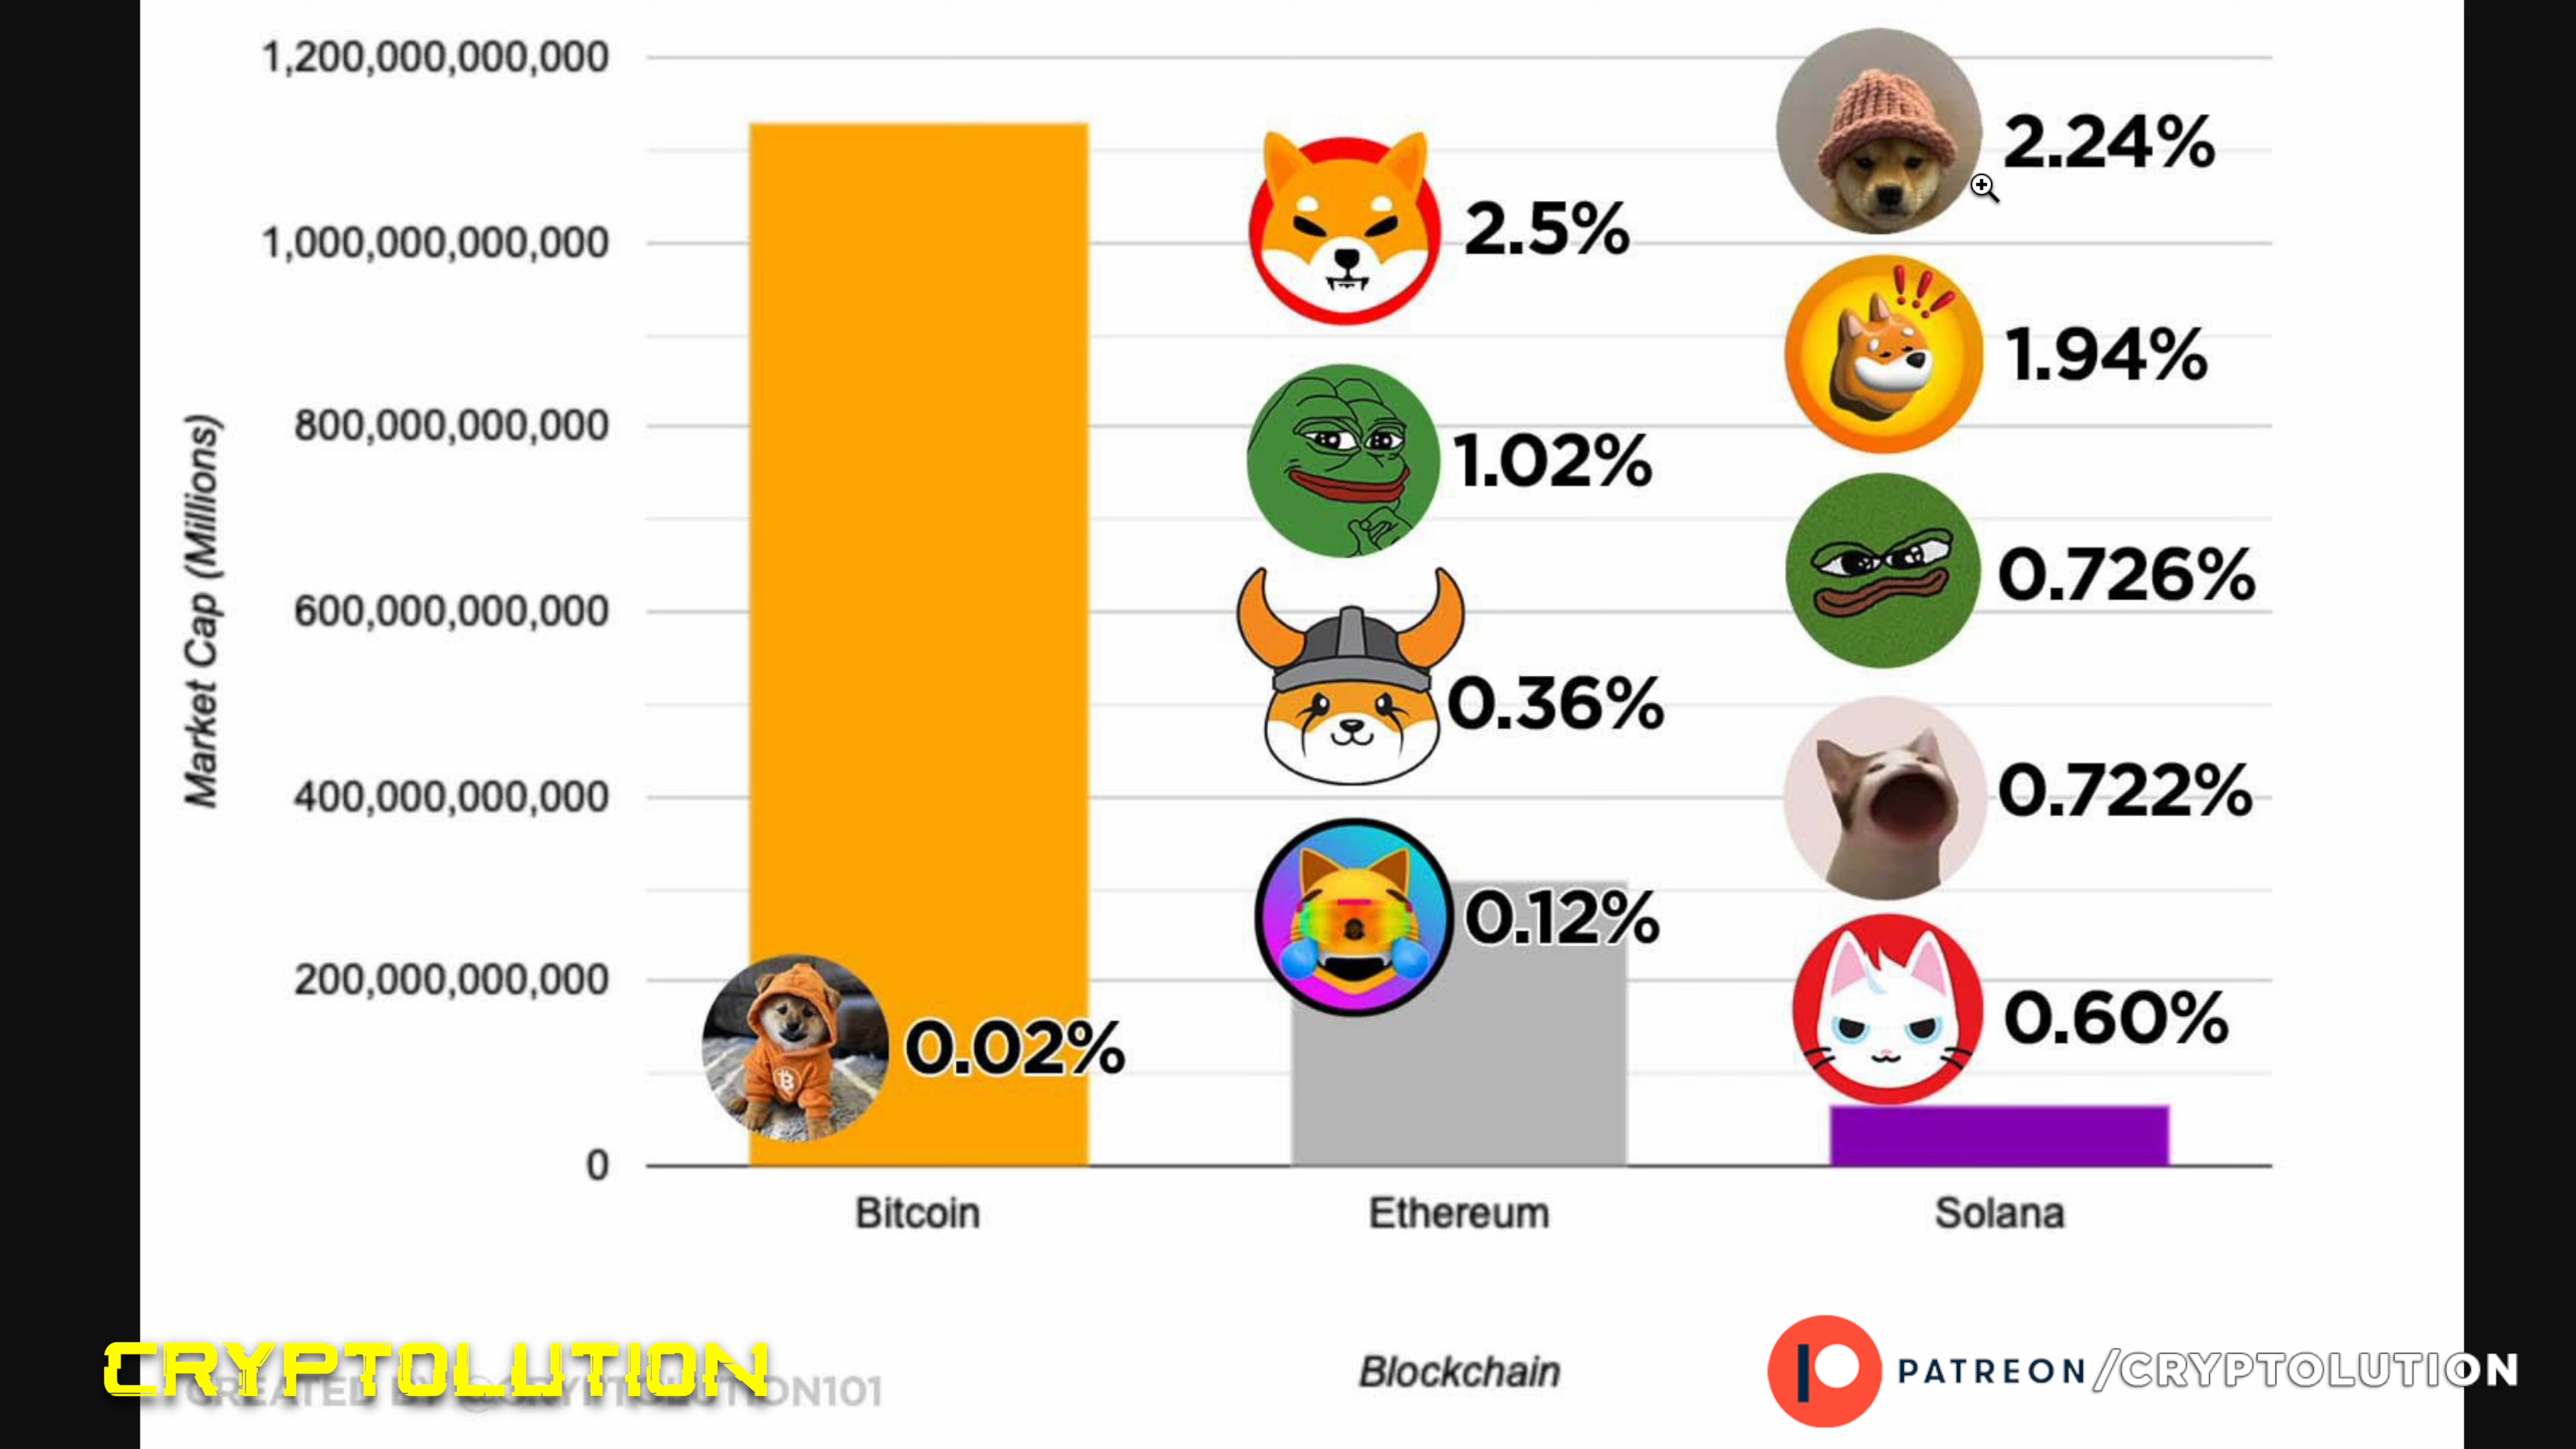 1,200,000,000,000
1,000,000,000,000
800,000,000,000
600,000,000,000
400,000,000,000
200,000,000,000
0
Market Cap (Millions)
2.24%
2.5%
1.94%
1.02%
0.726%
0.36%
0.722%
0.12%
0.60%
0.02%
Bitcoin
Ethereum
Solana
Blockchain
CRYPTOLUTION
CREATED BY @CRYPTOLUTION101
PATREON/CRYPTOLUTION